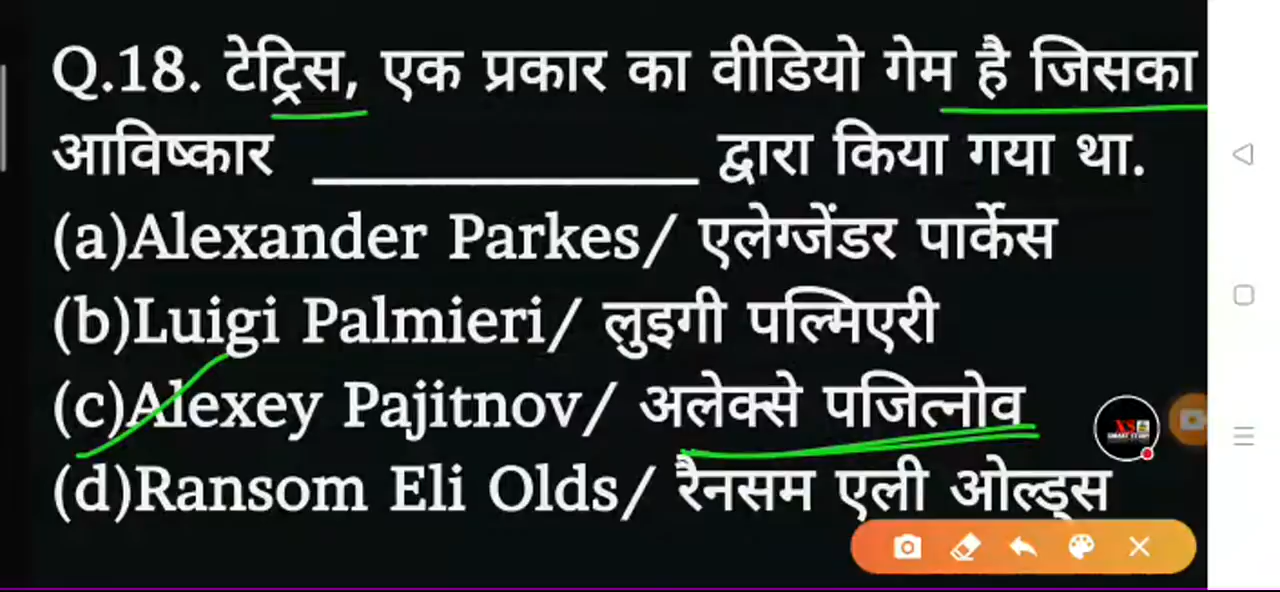 Q.18. टेट्रिस, एक प्रकार का वीडियो गेम है जिसका
आविष्कार ______________ द्वारा किया गया था.
(a)Alexander Parkes/ एलेग्जेंडर पार्केस
(b)Luigi Palmieri/ लुइगी पल्मिएरी
(c)Alexey Pajitnov/ अलेक्से पजित्नोव
(d)Ransom Eli Olds/ रैनसम एली ओल्ड्स